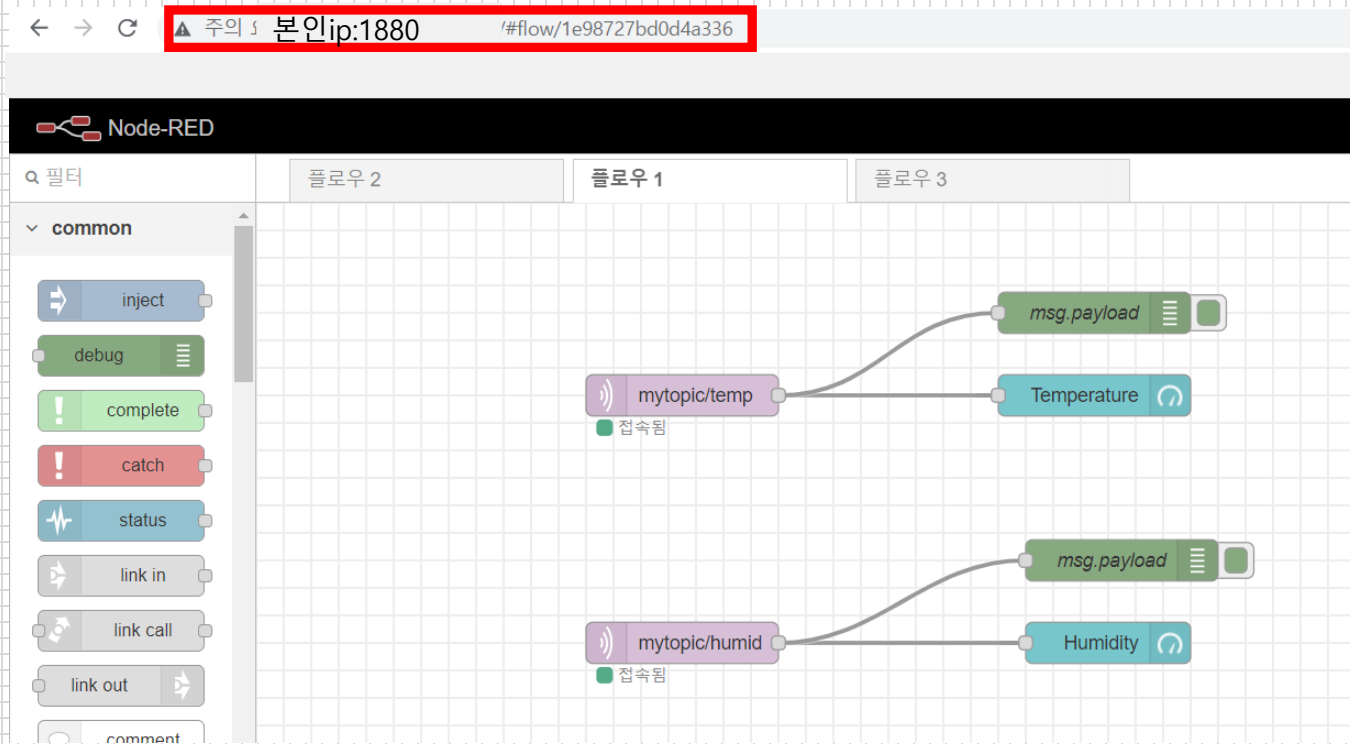 주의 요 본인ip:1880 /#flow/1e98727bd0d4a336
Node-RED
필터
플로우 2
플로우 1
플로우 3
common
inject
debug
complete
catch
status
link in
link call
link out
comment
mytopic/temp
접속됨
msg.payload
Temperature
mytopic/humid
접속됨
msg.payload
Humidity